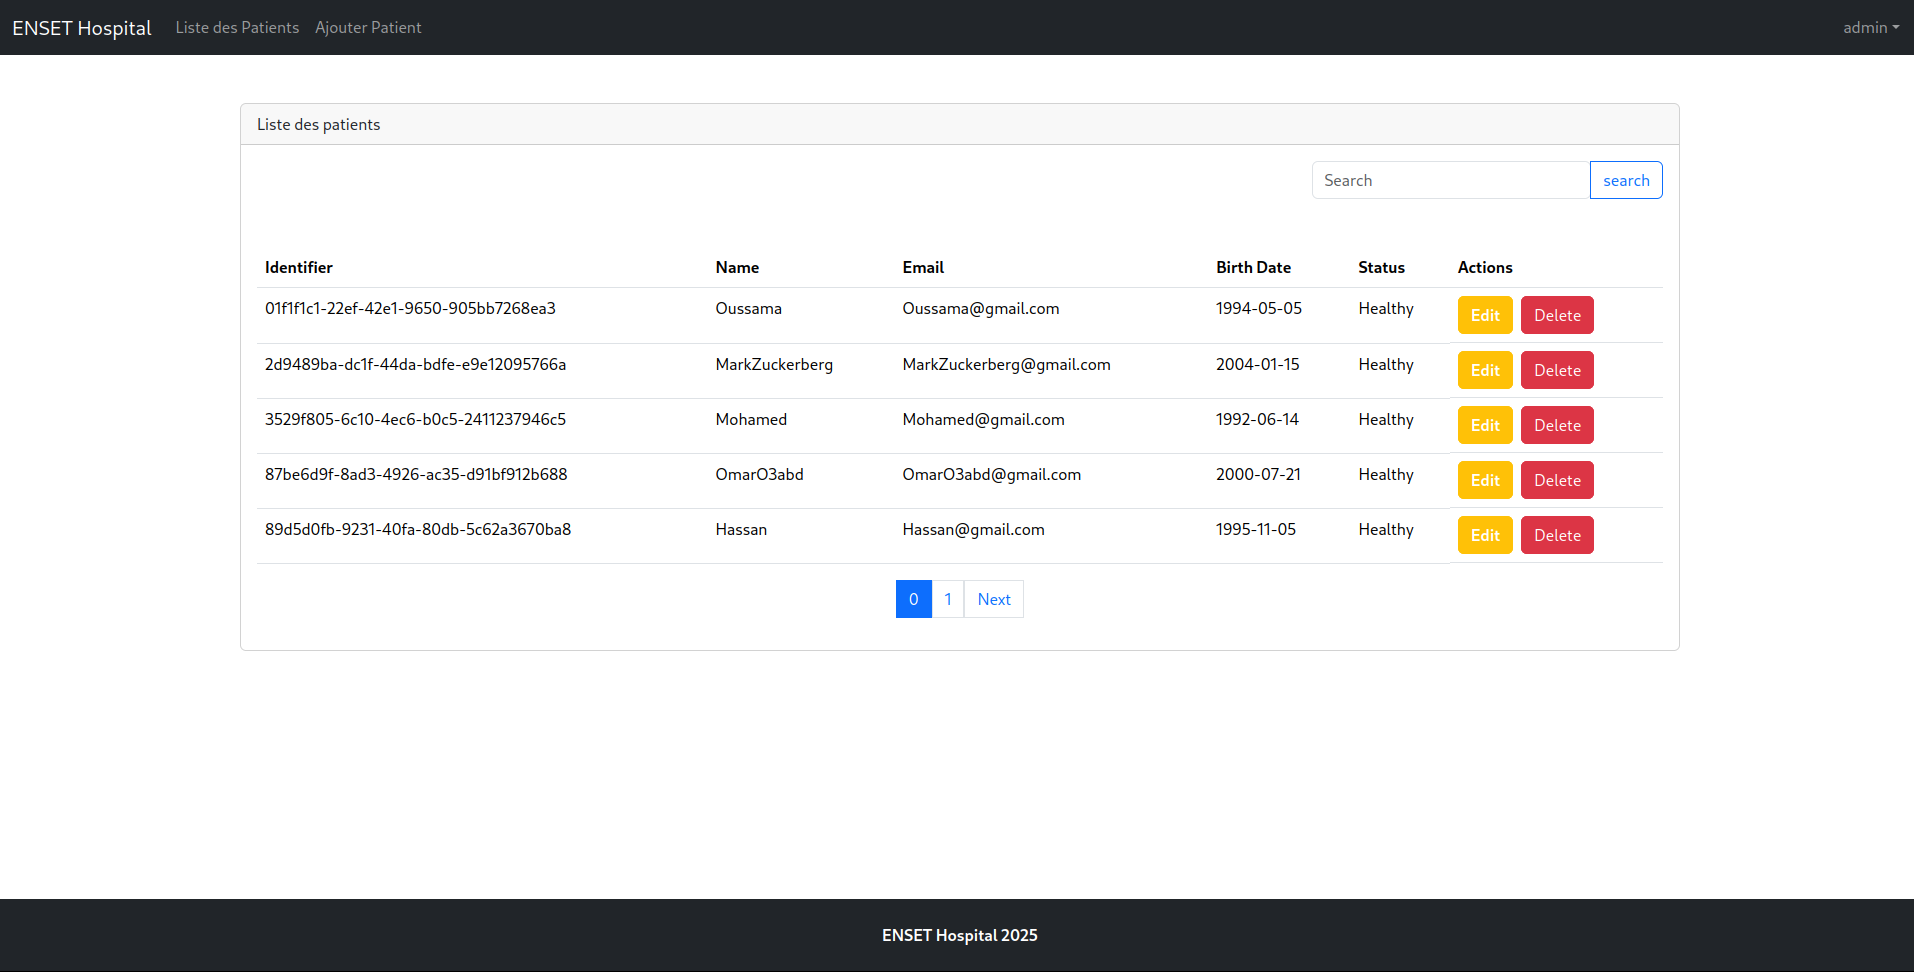 ENSET Hospital Liste des Patients Ajouter Patient admin
Liste des patients
Search search
Identifier Name Email Birth Date Status Actions
01f1f1c1-22ef-42e1-9650-905bb7268ea3 Oussama Oussama@gmail.com 1994-05-05 Healthy Edit Delete
2d9489ba-dc1f-44da-bdfe-e9e12095766a MarkZuckerberg MarkZuckerberg@gmail.com 2004-01-15 Healthy Edit Delete
3529f805-6c10-4ec6-b0c5-2411237946c5 Mohamed Mohamed@gmail.com 1992-06-14 Healthy Edit Delete
87be6d9f-8ad3-4926-ac35-d91bf912b688 OmarO3abd OmarO3abd@gmail.com 2000-07-21 Healthy Edit Delete
89d5d0fb-9231-40fa-80db-5c62a3670ba8 Hassan Hassan@gmail.com 1995-11-05 Healthy Edit Delete
0 1 Next
ENSET Hospital 2025